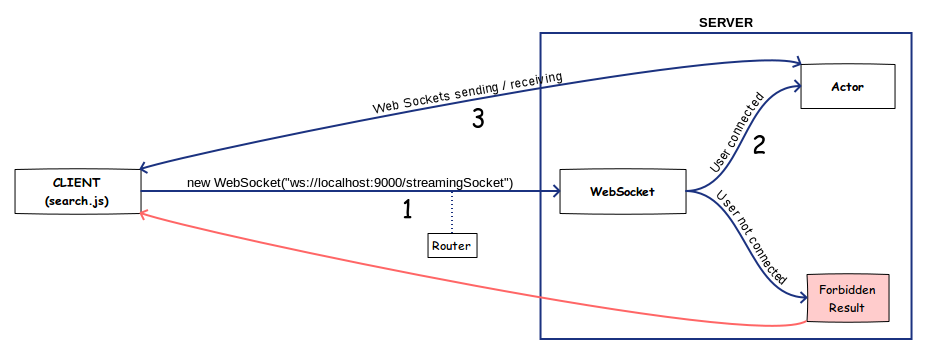 SERVER
Web Sockets sending / receiving
3
Actor
User connected
2
CLIENT
(search.js)
new WebSocket("ws://localhost:9000/streamingSocket")
1
WebSocket
User not connected
Router
Forbidden
Result